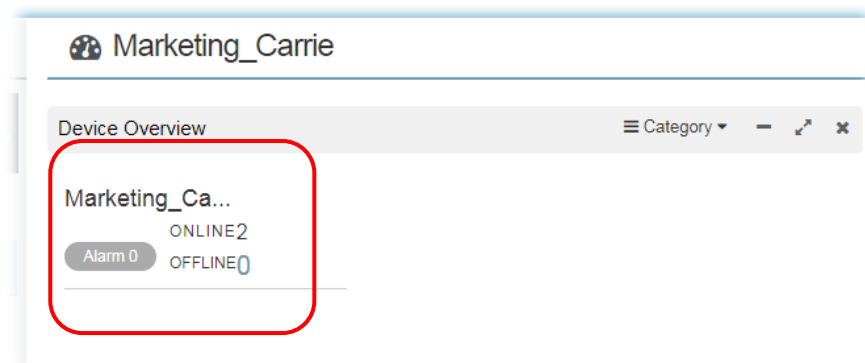 Marketing_Carrie
Device Overview
Category
Marketing_Ca...
ONLINE2
Alarm 0
OFFLINE0